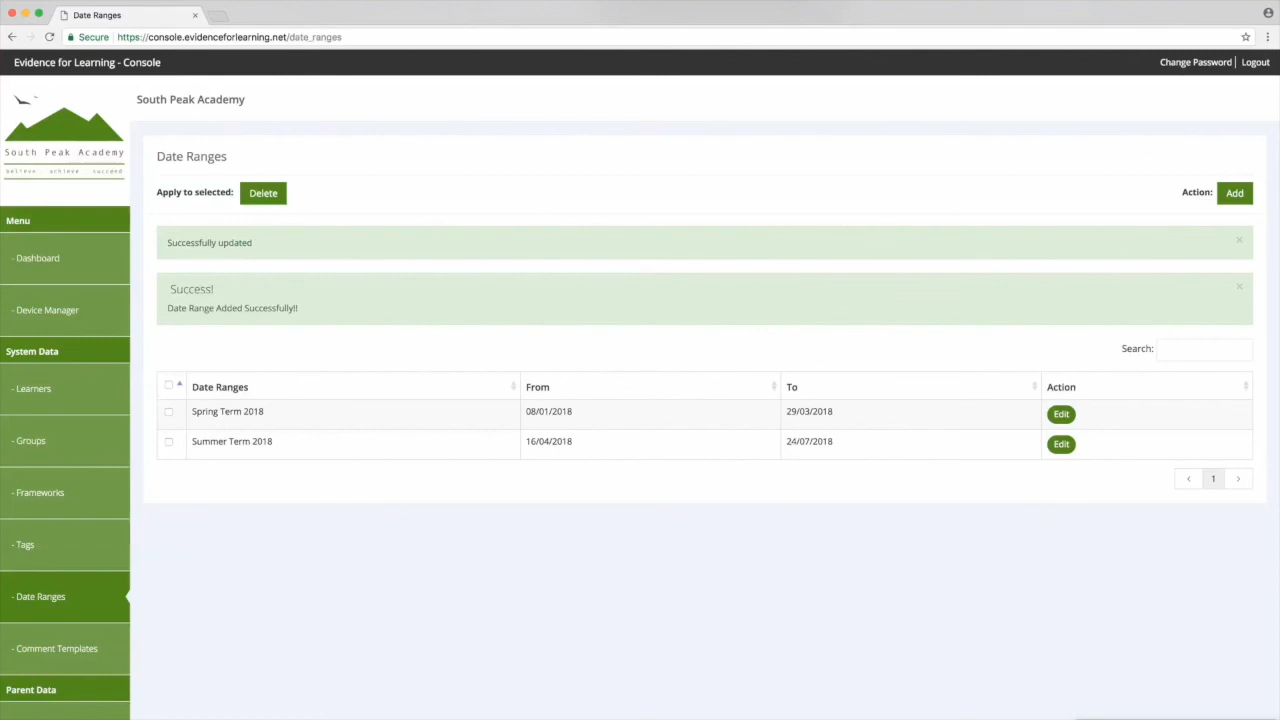 Date Ranges
Secure https://console.evidenceforlearning.net/date_ranges
Evidence for Learning - Console
Change Password | Logout
South Peak Academy
believe achieve succeed
South Peak Academy
Date Ranges
Apply to selected: Delete
Action: Add
Successfully updated ×
Success! ×
Date Range Added Successfully!!
Search:
Date Ranges From To Action
Spring Term 2018 08/01/2018 29/03/2018 Edit
Summer Term 2018 16/04/2018 24/07/2018 Edit
‹ 1 ›
Menu
- Dashboard
- Device Manager
System Data
- Learners
- Groups
- Frameworks
- Tags
- Date Ranges
- Comment Templates
Parent Data